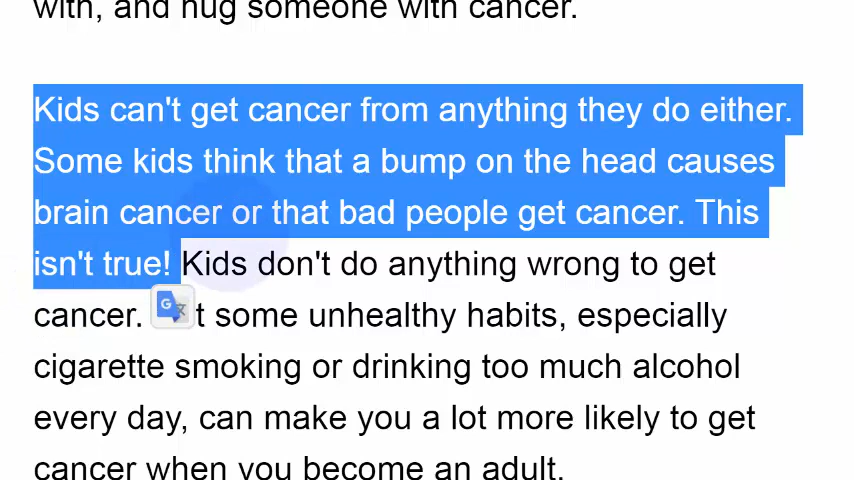 with, and hug someone with cancer.
Kids can't get cancer from anything they do either.
Some kids think that a bump on the head causes
brain cancer or that bad people get cancer. This
isn't true! Kids don't do anything wrong to get
cancer. t some unhealthy habits, especially
cigarette smoking or drinking too much alcohol
every day, can make you a lot more likely to get
cancer when you become an adult.